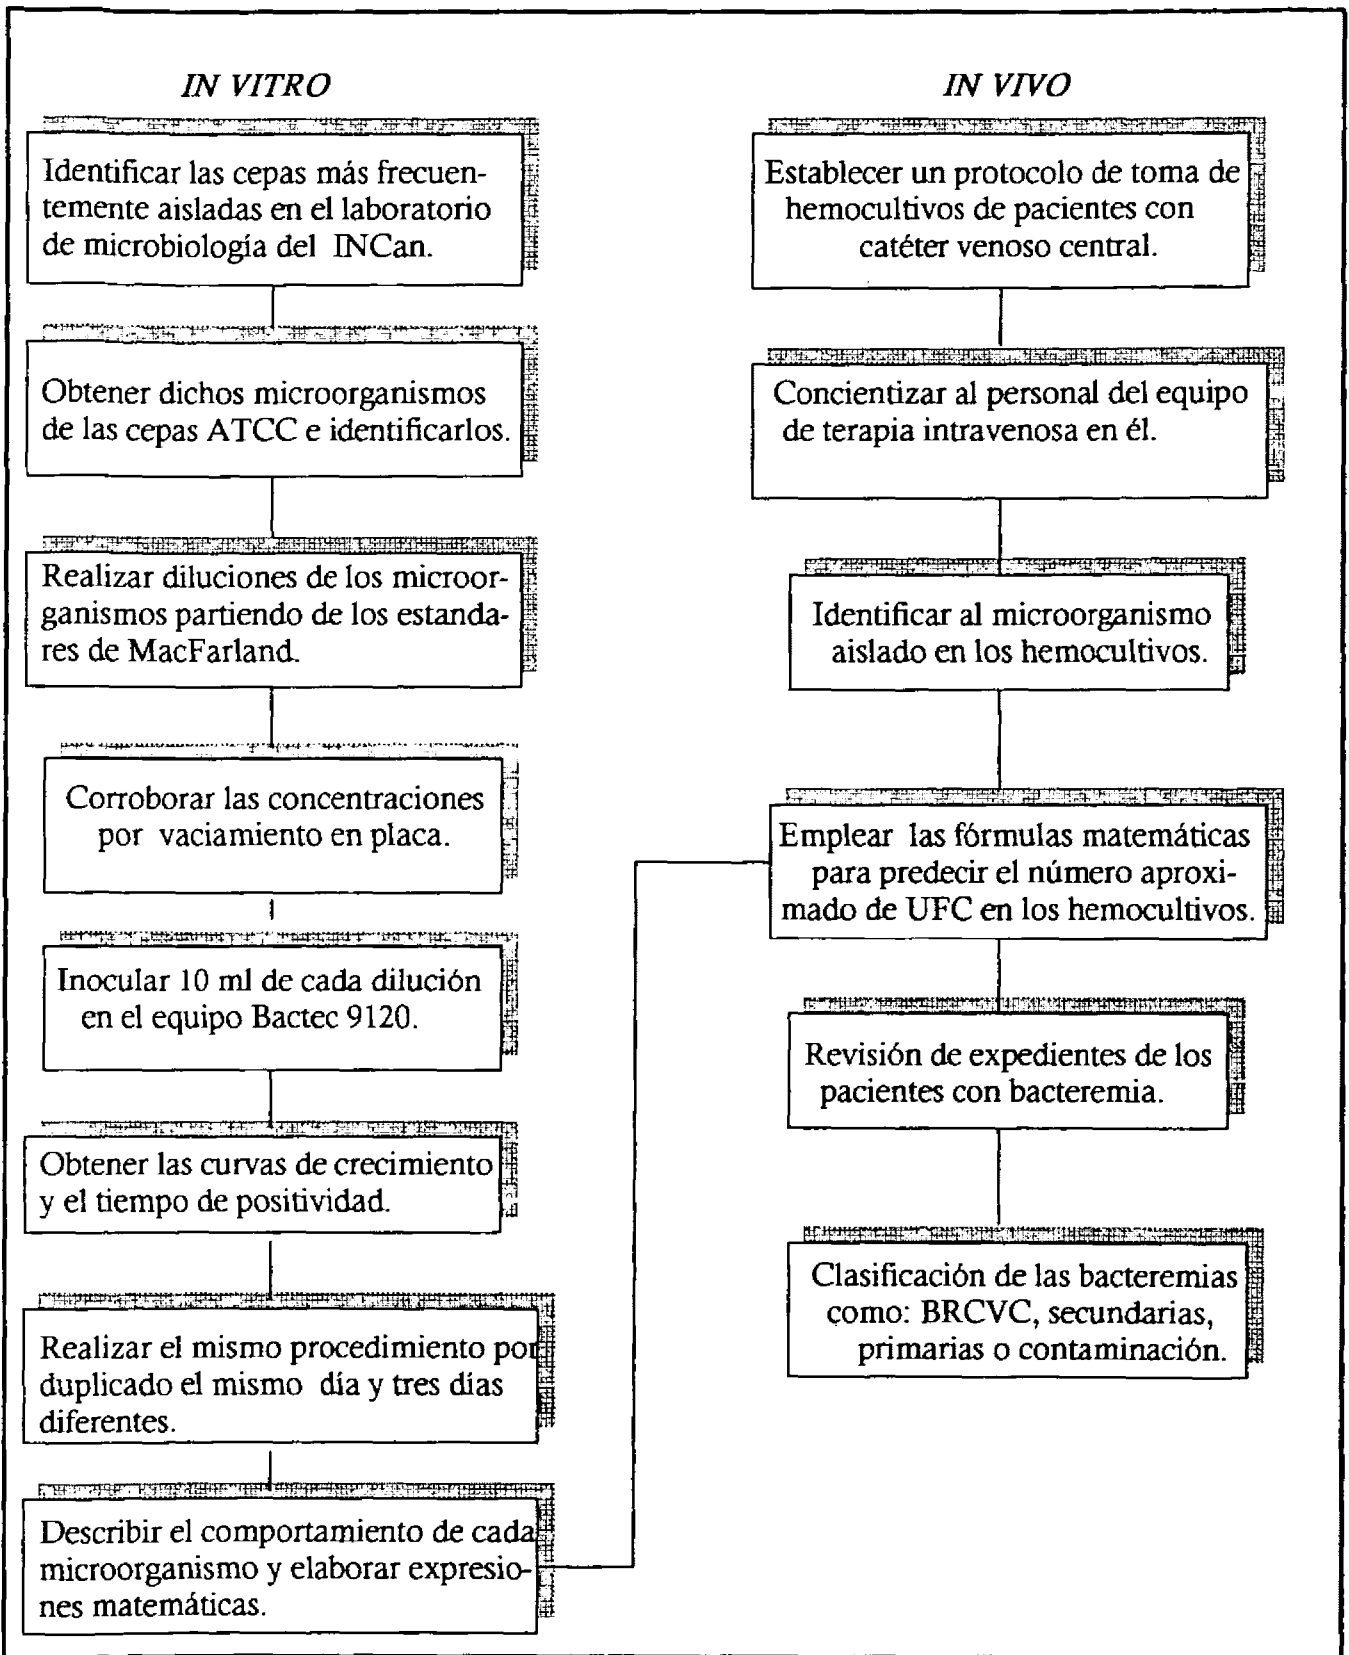 IN VITRO
Identificar las cepas más frecuen-
temente aisladas en el laboratorio
de microbiología del INCan.
Obtener dichos microorganismos
de las cepas ATCC e identificarlos.
Realizar diluciones de los microor-
ganismos partiendo de los estanda-
res de MacFarland.
Corroborar las concentraciones
por vaciamiento en placa.
Inocular 10 ml de cada dilución
en el equipo Bactec 9120.
Obtener las curvas de crecimiento
y el tiempo de positividad.
Realizar el mismo procedimiento por
duplicado el mismo día y tres días
diferentes.
Describir el comportamiento de cada
microorganismo y elaborar expresio-
nes matemáticas.
IN VIVO
Establecer un protocolo de toma de
hemocultivos de pacientes con
catéter venoso central.
Concientizar al personal del equipo
de terapia intravenosa en él.
Identificar al microorganismo
aislado en los hemocultivos.
Emplear las fórmulas matemáticas
para predecir el número aproxi-
mado de UFC en los hemocultivos.
Revisión de expedientes de los
pacientes con bacteremia.
Clasificación de las bacteremias
como: BRCVC, secundarias,
primarias o contaminación.